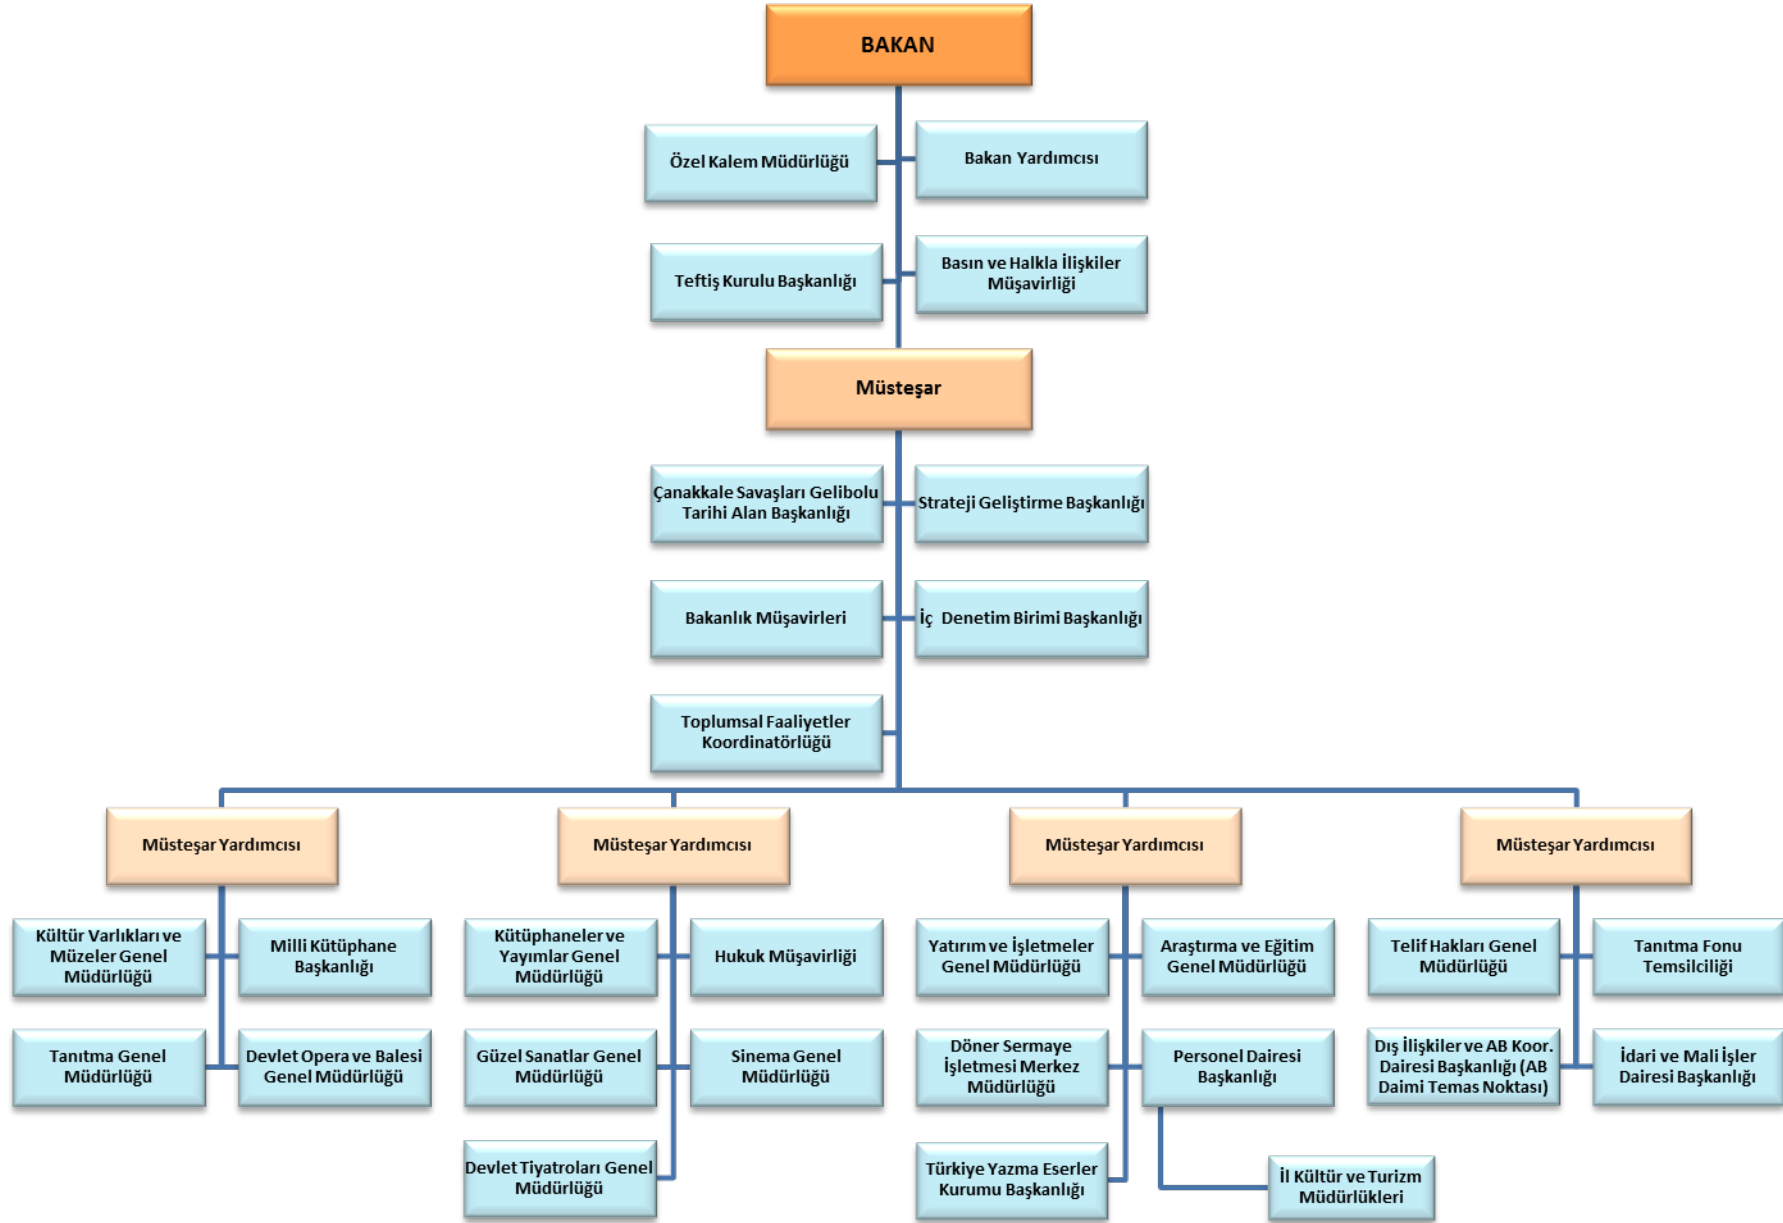 BAKAN
Özel Kalem Müdürlüğü
Bakan Yardımcısı
Teftiş Kurulu Başkanlığı
Basın ve Halkla İlişkiler
Müşavirliği
Müsteşar
Çanakkale Savaşları Gelibolu
Tarihi Alan Başkanlığı
Strateji Geliştirme Başkanlığı
Bakanlık Müşavirleri
İç Denetim Birimi Başkanlığı
Toplumsal Faaliyetler
Koordinatörlüğü
Müsteşar Yardımcısı
Müsteşar Yardımcısı
Müsteşar Yardımcısı
Müsteşar Yardımcısı
Kültür Varlıkları ve
Müzeler Genel
Müdürlüğü
Milli Kütüphane
Başkanlığı
Kütüphaneler ve
Yayımlar Genel
Müdürlüğü
Hukuk Müşavirliği
Yatırım ve İşletmeler
Genel Müdürlüğü
Araştırma ve Eğitim
Genel Müdürlüğü
Telif Hakları Genel
Müdürlüğü
Tanıtma Fonu
Temsilciliği
Tanıtma Genel
Müdürlüğü
Devlet Opera ve Balesi
Genel Müdürlüğü
Güzel Sanatlar Genel
Müdürlüğü
Sinema Genel
Müdürlüğü
Döner Sermaye
İşletmesi Merkez
Müdürlüğü
Personel Dairesi
Başkanlığı
Dış İlişkiler ve AB Koor.
Dairesi Başkanlığı (AB
Daimi Temas Noktası)
İdari ve Mali İşler
Dairesi Başkanlığı
Devlet Tiyatroları Genel
Müdürlüğü
Türkiye Yazma Eserler
Kurumu Başkanlığı
İl Kültür ve Turizm
Müdürlükleri